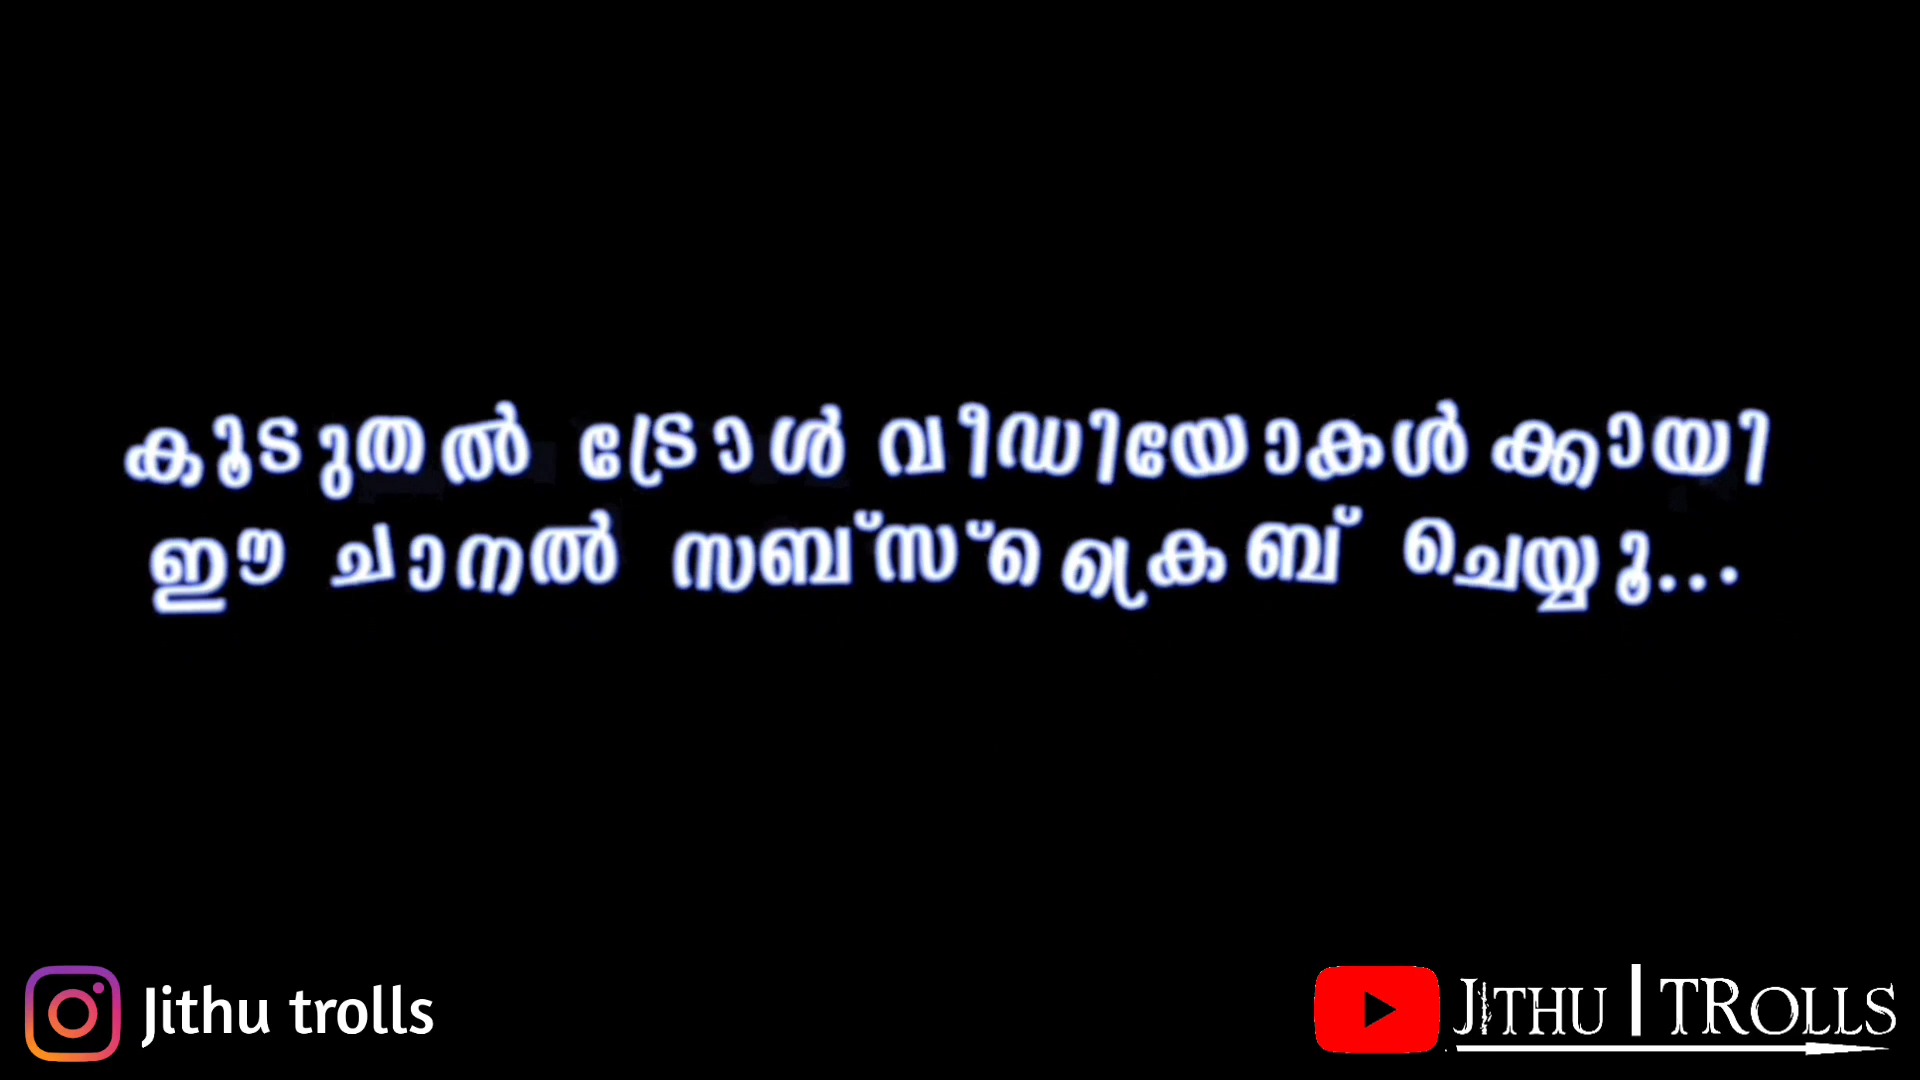 കൂടുതൽ ട്രോൾ വീഡിയോകൾക്കായി
ഈ ചാനൽ സബ്സ്ക്രൈബ് ചെയ്യൂ...
Jithu trolls
JITHU | TROLLS